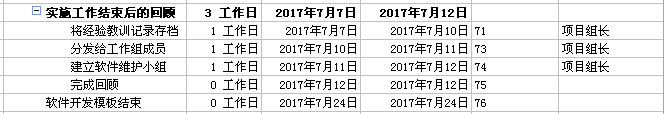 实施工作结束后的回顾 3 工作日 2017年7月7日 2017年7月12日
将经验教训记录存档 1 工作日 2017年7月7日 2017年7月10日 71 项目组长
分发给工作组成员 1 工作日 2017年7月10日 2017年7月11日 73 项目组长
建立软件维护小组 1 工作日 2017年7月11日 2017年7月12日 74 项目组长
完成回顾 0 工作日 2017年7月12日 2017年7月12日 75
软件开发模板结束 0 工作日 2017年7月24日 2017年7月24日 76